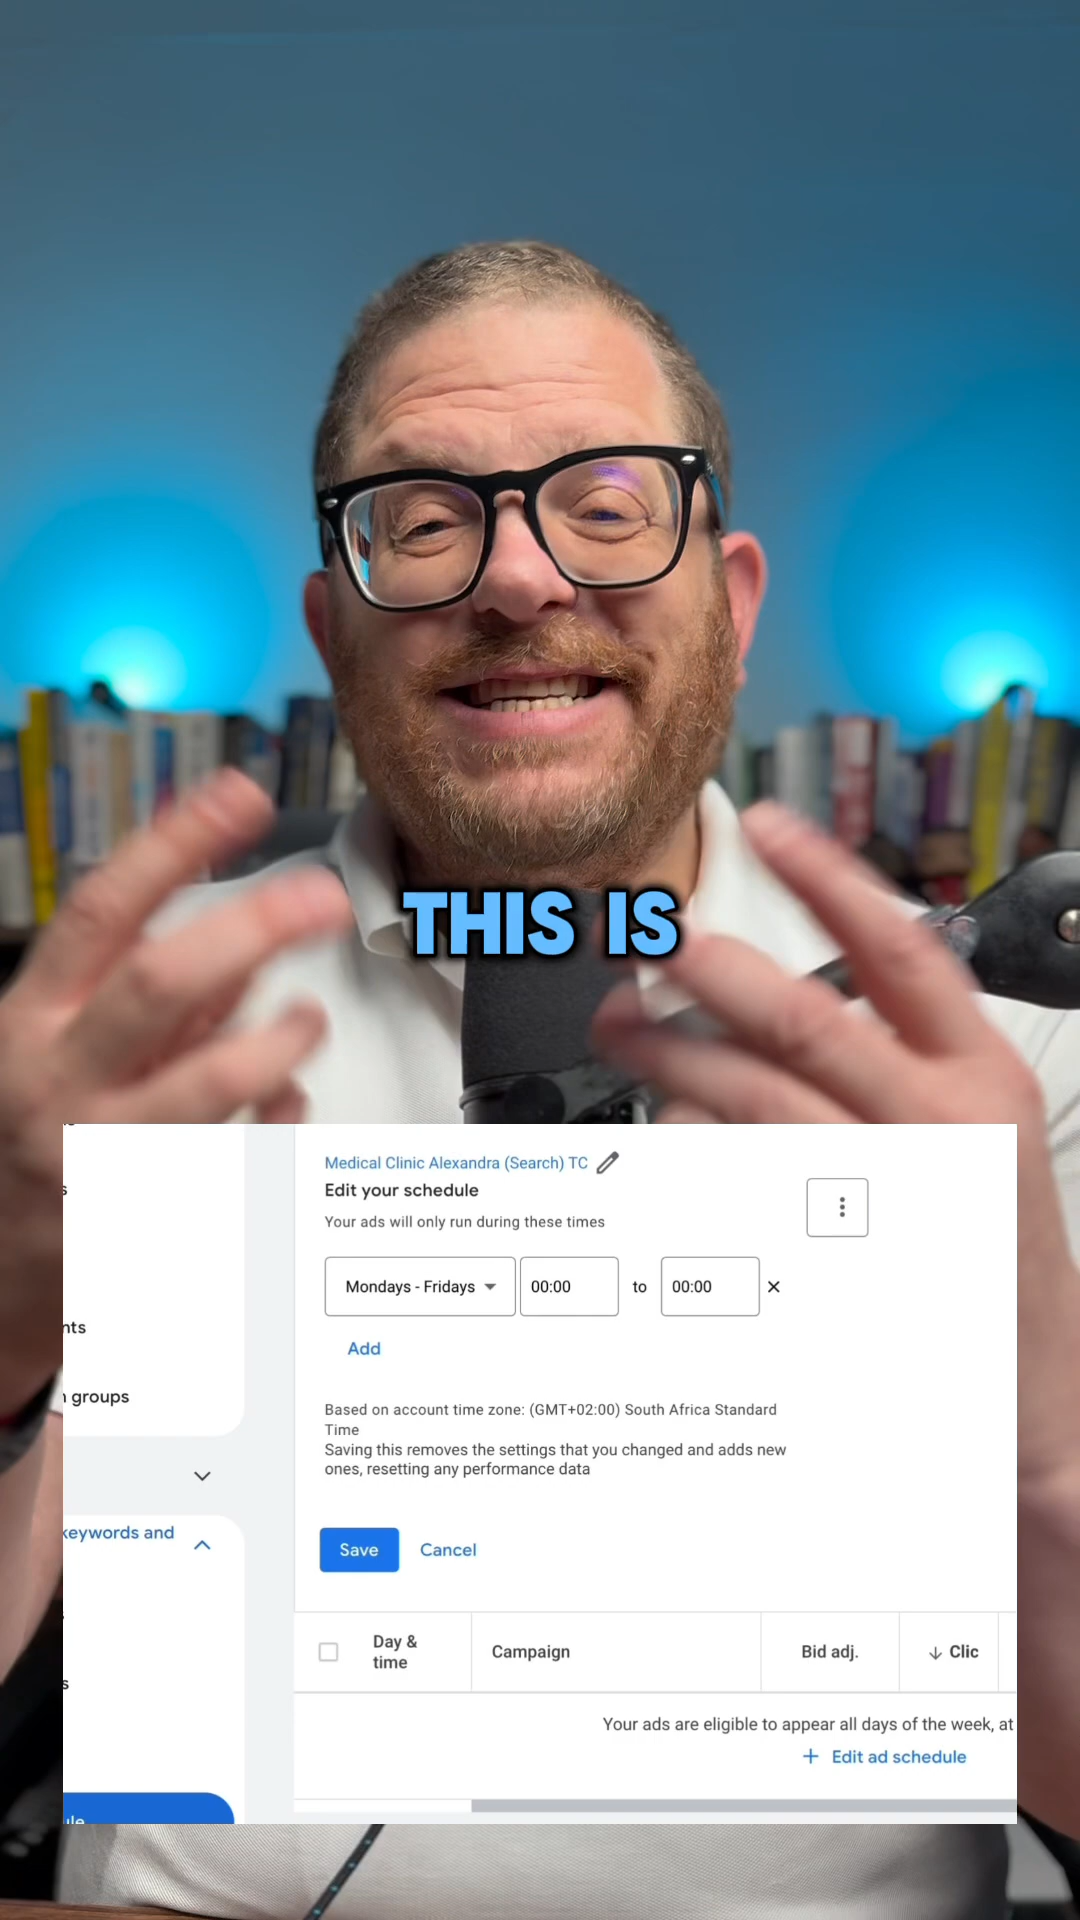 THIS IS
Medical Clinic Alexandra (Search) TC
Edit your schedule
Your ads will only run during these times
Mondays - Fridays 00:00 to 00:00
Add
nts
groups
Based on account time zone: (GMT+02:00) South Africa Standard
Time
Saving this removes the settings that you changed and adds new
ones, resetting any performance data
keywords and
Save Cancel
Day &
time
Campaign
Bid adj.
Clic
Your ads are eligible to appear all days of the week, at
+ Edit ad schedule